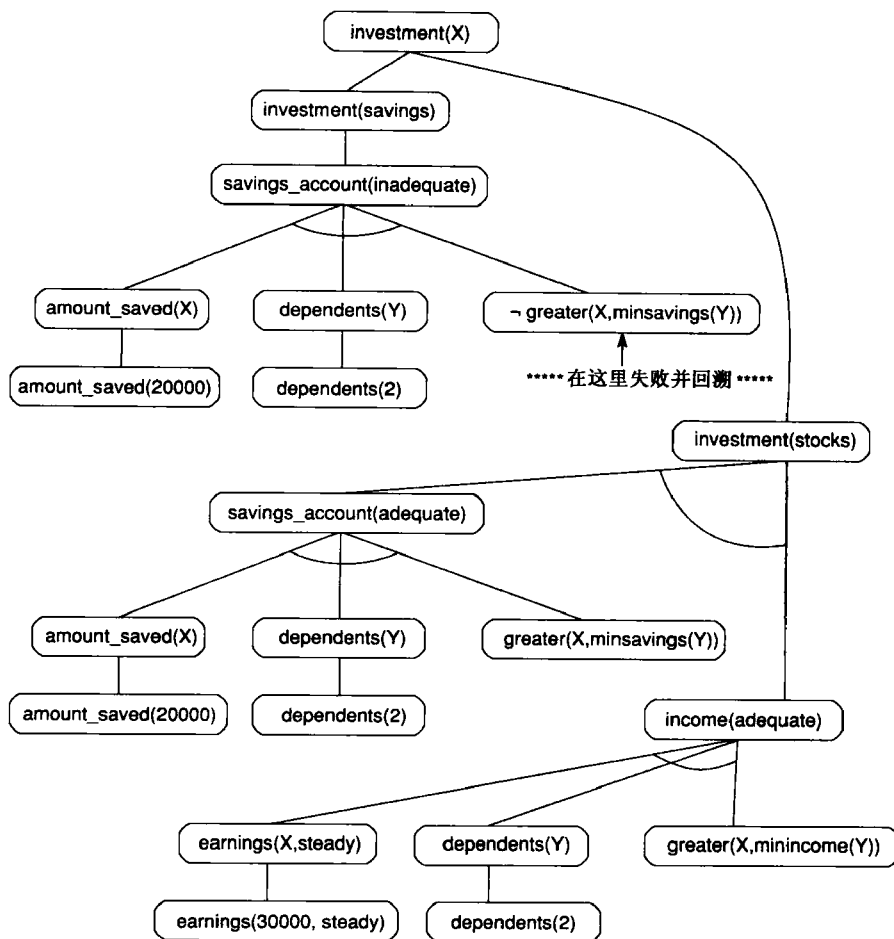 investment(X)
investment(savings)
savings_account(inadequate)
amount_saved(X)
dependents(Y)
¬ greater(X,minsavings(Y))
amount_saved(20000)
dependents(2)
***** 在这里失败并回溯 *****
investment(stocks)
savings_account(adequate)
amount_saved(X)
dependents(Y)
greater(X,minsavings(Y))
amount_saved(20000)
dependents(2)
income(adequate)
earnings(X,steady)
dependents(Y)
greater(X,minincome(Y))
earnings(30000, steady)
dependents(2)